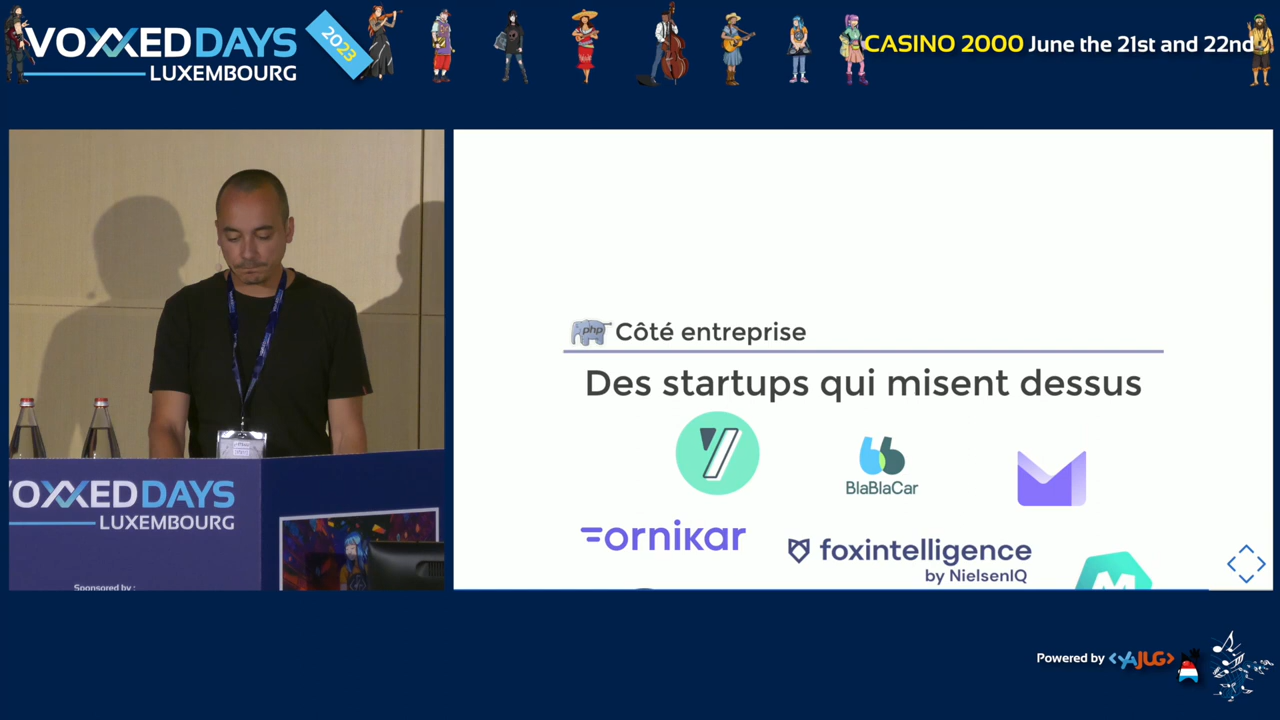 VOXXED DAYS
LUXEMBOURG
2023
CASINO 2000 June the 21st and 22nd
php Côté entreprise
Des startups qui misent dessus
BlaBlaCar
ornikar
foxintelligence
by NielsenIQ
M
VOXXED DAYS
LUXEMBOURG
Sponsored by :
Powered by <YAJUG>